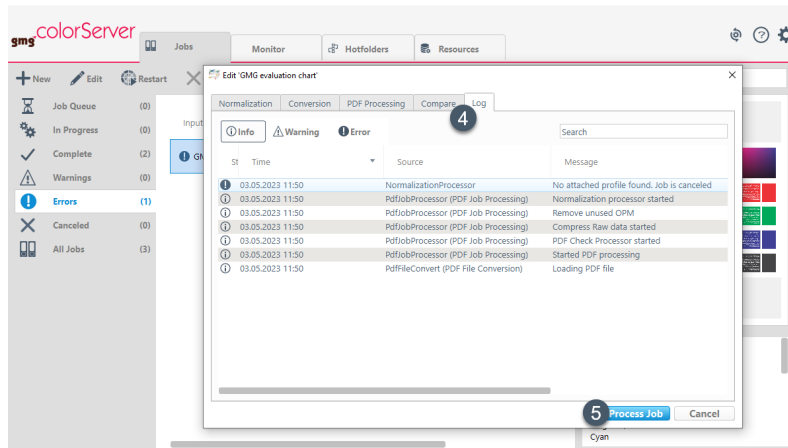 gmg colorServer
Jobs
Monitor
Hotfolders
Resources
New
Edit
Restart
Job Queue (0)
In Progress (0)
Complete (2)
Warnings (0)
Errors (1)
Canceled (0)
All Jobs (3)
Input
Edit 'GMG evaluation chart'
Normalization
Conversion
PDF Processing
Compare
Log
4
Info
Warning
Error
Search
St Time Source Message
03.05.2023 11:50 NormalizationProcessor No attached profile found. Job is canceled
03.05.2023 11:50 PdfJobProcessor (PDF Job Processing) Normalization processor started
03.05.2023 11:50 PdfJobProcessor (PDF Job Processing) Remove unused OPM
03.05.2023 11:50 PdfJobProcessor (PDF Job Processing) Compress Raw data started
03.05.2023 11:50 PdfJobProcessor (PDF Job Processing) PDF Check Processor started
03.05.2023 11:50 PdfJobProcessor (PDF Job Processing) Started PDF processing
03.05.2023 11:50 PdfFileConvert (PDF File Conversion) Loading PDF file
5
Process Job
Cancel
Cyan